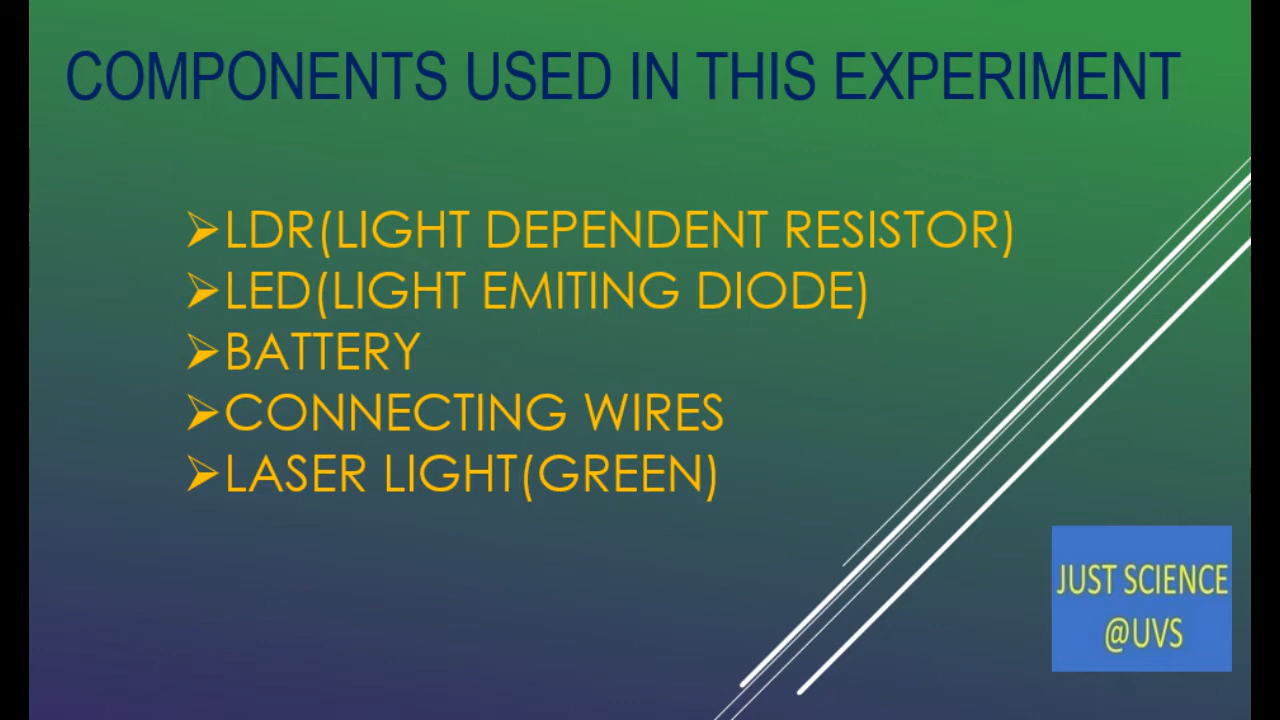 COMPONENTS USED IN THIS EXPERIMENT
➢LDR(LIGHT DEPENDENT RESISTOR)
➢LED(LIGHT EMITING DIODE)
➢BATTERY
➢CONNECTING WIRES
➢LASER LIGHT(GREEN)
JUST SCIENCE
@UVS